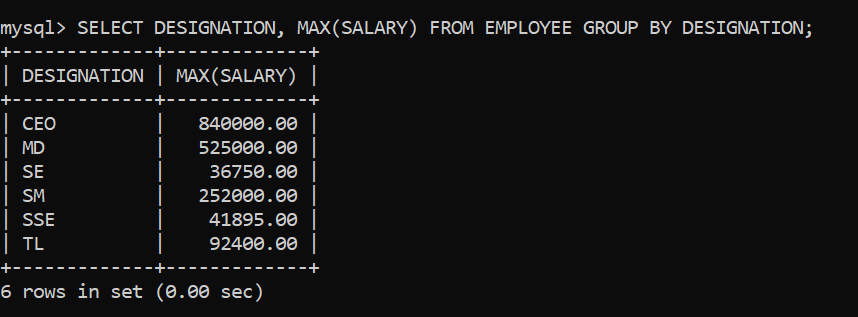 mysql> SELECT DESIGNATION, MAX(SALARY) FROM EMPLOYEE GROUP BY DESIGNATION;
+-------------+-------------+
| DESIGNATION | MAX(SALARY) |
+-------------+-------------+
| CEO         |   840000.00 |
| MD          |   525000.00 |
| SE          |    36750.00 |
| SM          |   252000.00 |
| SSE         |    41895.00 |
| TL          |    92400.00 |
+-------------+-------------+
6 rows in set (0.00 sec)